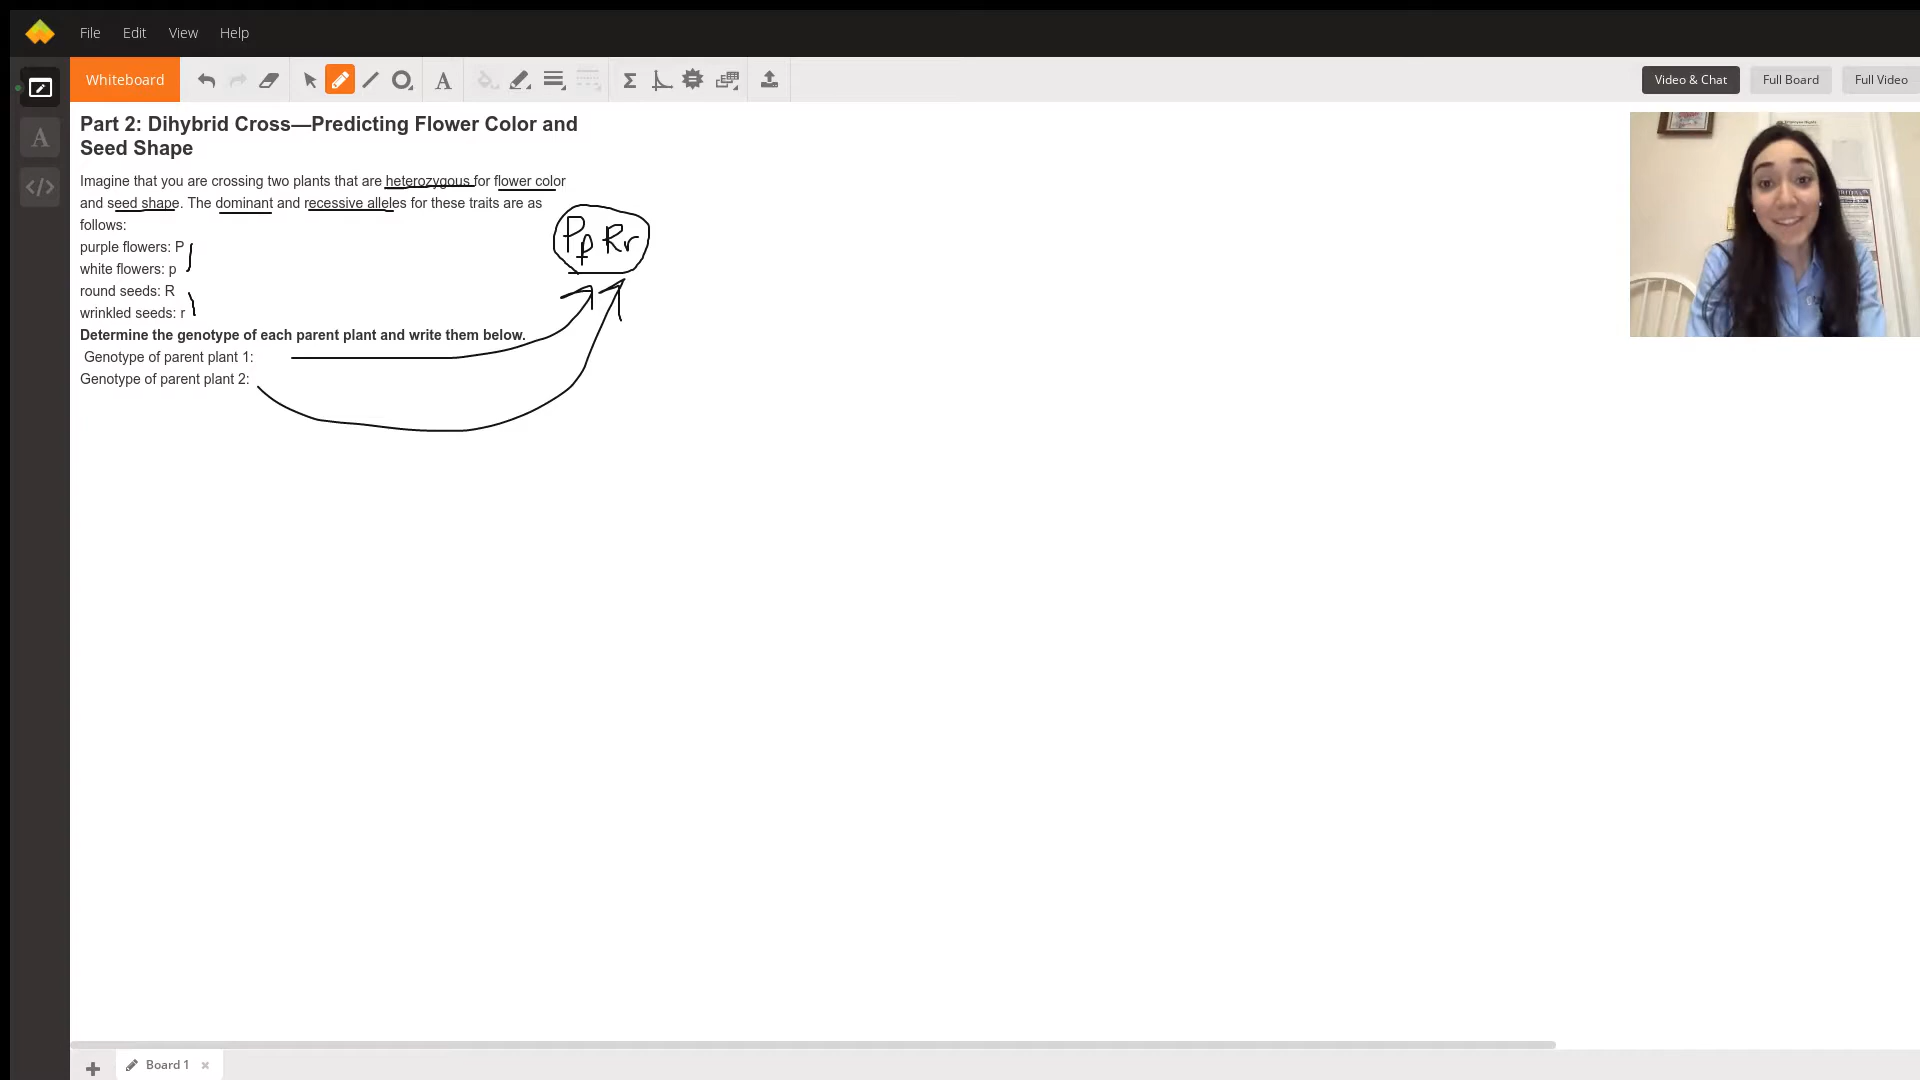 File Edit View Help
Whiteboard
Video & Chat Full Board Full Video
Part 2: Dihybrid Cross—Predicting Flower Color and
Seed Shape
Imagine that you are crossing two plants that are heterozygous for flower color
and seed shape. The dominant and recessive alleles for these traits are as
follows:
purple flowers: P
white flowers: p
round seeds: R
wrinkled seeds: r
Determine the genotype of each parent plant and write them below.
Genotype of parent plant 1:
Genotype of parent plant 2:
Pp Rr
Board 1